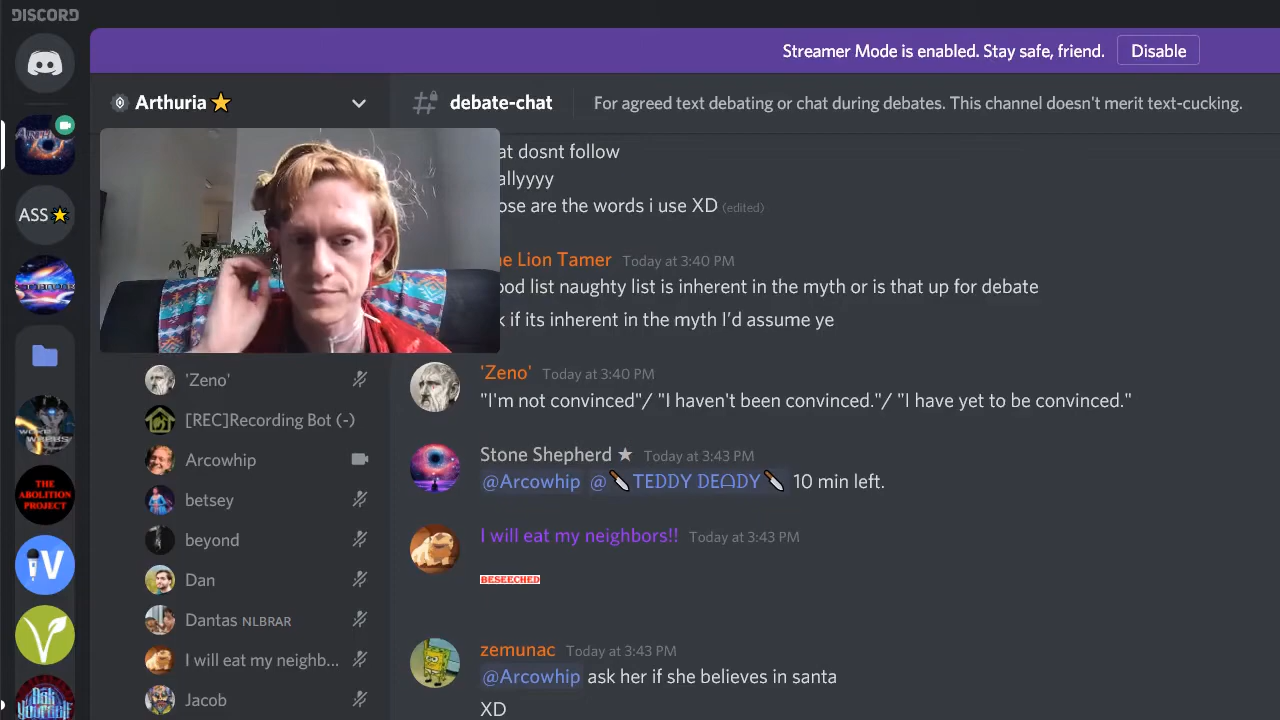 DISCORD
Streamer Mode is enabled. Stay safe, friend. Disable
Arthuria
debate-chat
For agreed text debating or chat during debates. This channel doesn't merit text-cucking.
at dosnt follow
allyyyy
ose are the words i use XD (edited)
ASS
e Lion Tamer Today at 3:40 PM
ood list naughty list is inherent in the myth or is that up for debate
k if its inherent in the myth I'd assume ye
'Zeno'
'Zeno' Today at 3:40 PM
"I'm not convinced"/ "I haven't been convinced."/ "I have yet to be convinced."
[REC]Recording Bot (-)
Arcowhip
Stone Shepherd ★ Today at 3:43 PM
@Arcowhip @🔪TEDDY DEADY🔪 10 min left.
betsey
beyond
I will eat my neighbors!! Today at 3:43 PM
BESEECHED
THE
ABOLITION
PROJECT
V
Dan
Dantas NLBRAR
I will eat my neighb...
Jacob
zemunac Today at 3:43 PM
@Arcowhip ask her if she believes in santa
XD